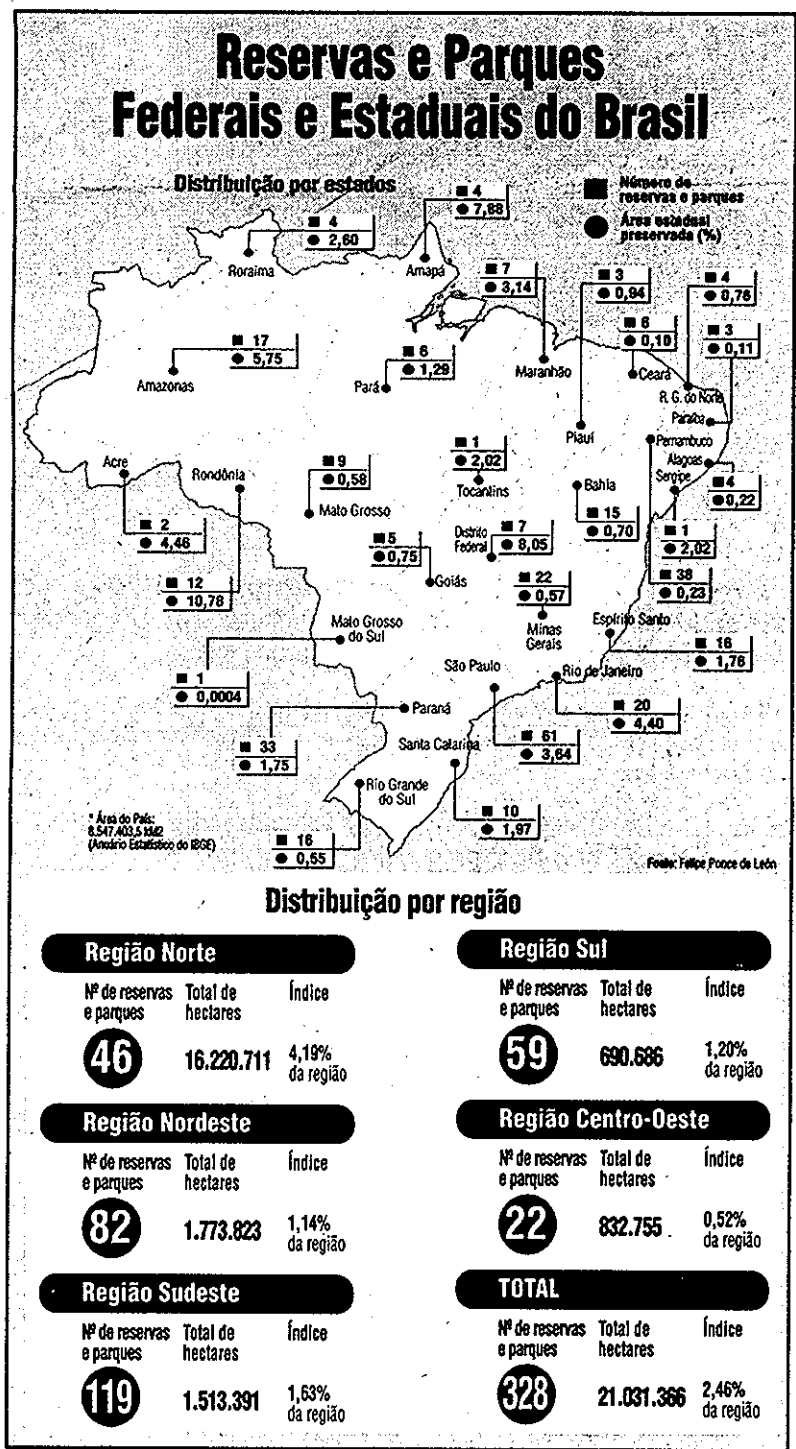 Reservas e Parques
Federais e Estaduais do Brasil
Distribuição por estados
Número de
reservas e parques
Área estadual
preservada (%)
4
2,60
Roraima
4
7,88
Amapá
7
3,14
Maranhão
3
0,94
Piauí
4
0,76
R. G. do Norte
6
0,10
Ceará
3
0,11
Paraíba
17
5,75
Amazonas
6
1,29
Pará
Pernambuco
38
0,23
Alagoas
4
0,22
Sergipe
1
2,02
Acre
2
4,46
Rondônia
12
10,78
9
0,58
Mato Grosso
1
2,02
Tocantins
Bahia
15
0,70
5
0,75
Goiás
Distrito
Federal
7
8,05
22
0,57
Minas
Gerais
Espírito Santo
16
1,76
Mato Grosso
do Sul
1
0,0004
São Paulo
61
3,64
Rio de Janeiro
20
4,40
Paraná
33
1,75
Santa Catarina
10
1,97
Rio Grande
do Sul
16
0,55
* Área do País:
8.547.403,5 kM2
(Anuário Estatístico do IBGE)
Fonte: Felipe Ponce de León
Distribuição por região
Região Norte
Nº de reservas e parques
Total de hectares
Índice
46
16.220.711
4,19%
da região
Região Sul
Nº de reservas e parques
Total de hectares
Índice
59
690.686
1,20%
da região
Região Nordeste
Nº de reservas e parques
Total de hectares
Índice
82
1.773.823
1,14%
da região
Região Centro-Oeste
Nº de reservas e parques
Total de hectares
Índice
22
832.755
0,52%
da região
Região Sudeste
Nº de reservas e parques
Total de hectares
Índice
119
1.513.391
1,63%
da região
TOTAL
Nº de reservas e parques
Total de hectares
Índice
328
21.031.366
2,46%
da região